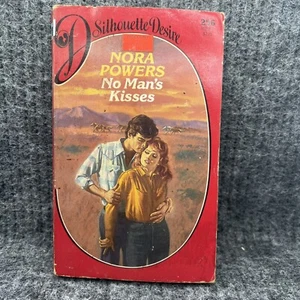 D Silhouette Desire
NORA
POWERS
No Man's
Kisses